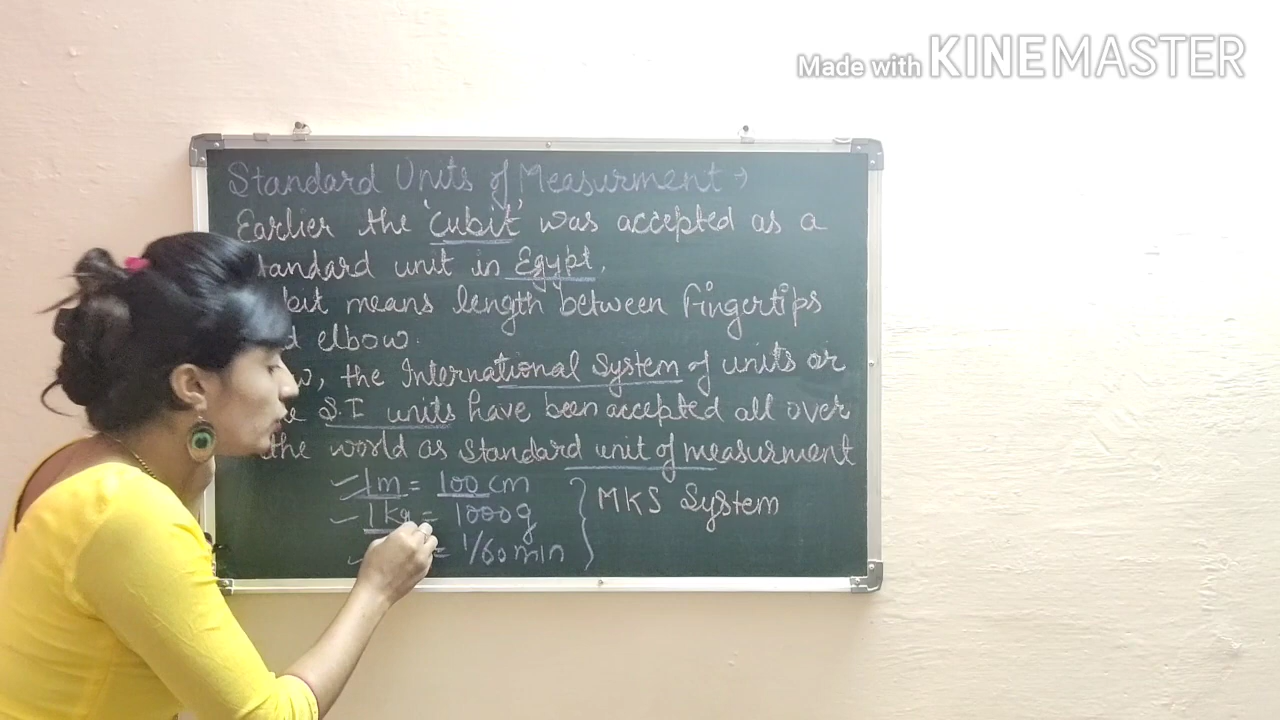 Made with KINEMASTER
Standard Units of Measurment →
Earlier the 'cubit' was accepted as a
tandard unit in Egypt.
bit means length between fingertips
d elbow.
w, the International System of units or
e S.I units have been accepted all over
the world as standard unit of measurment
1m = 100 cm
1 kg = 1000g
= 1/60 min
MKS System